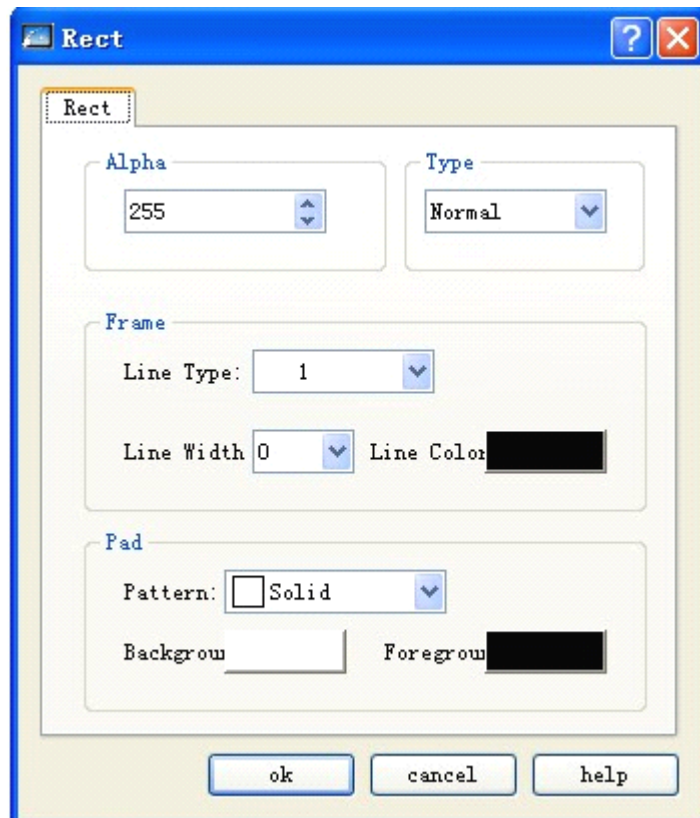 Rect
Rect
Alpha Type
255 Normal
Frame
Line Type: 1
Line Width 0 Line Color
Pad
Pattern: Solid
Backgrou Foregrou
ok cancel help